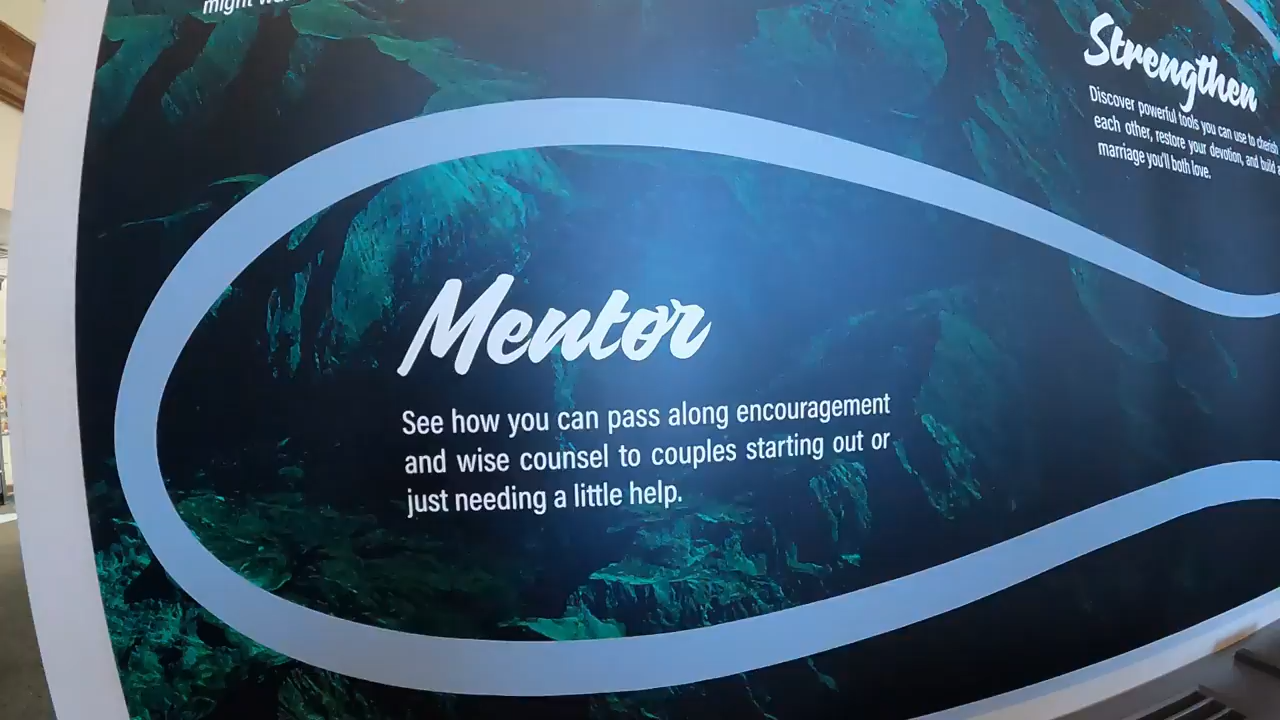 might
Mentor
See how you can pass along encouragement
and wise counsel to couples starting out or
just needing a little help.
Strengthen
Discover powerful tools you can use to cherish
each other, restore your devotion, and build a
marriage you'll both love.